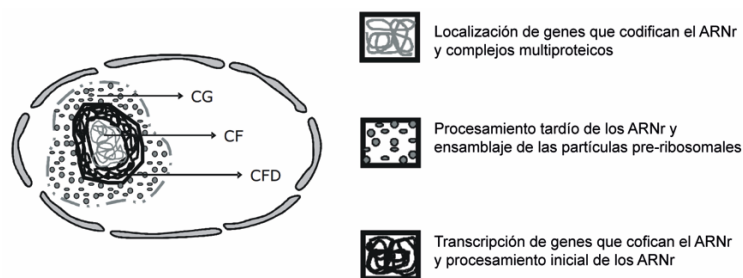 CG
CF
CFD
Localización de genes que codifican el ARNr
y complejos multiproteicos
Procesamiento tardío de los ARNr y
ensamblaje de las partículas pre-ribosomales
Transcripción de genes que cofican el ARNr
y procesamiento inicial de los ARNr